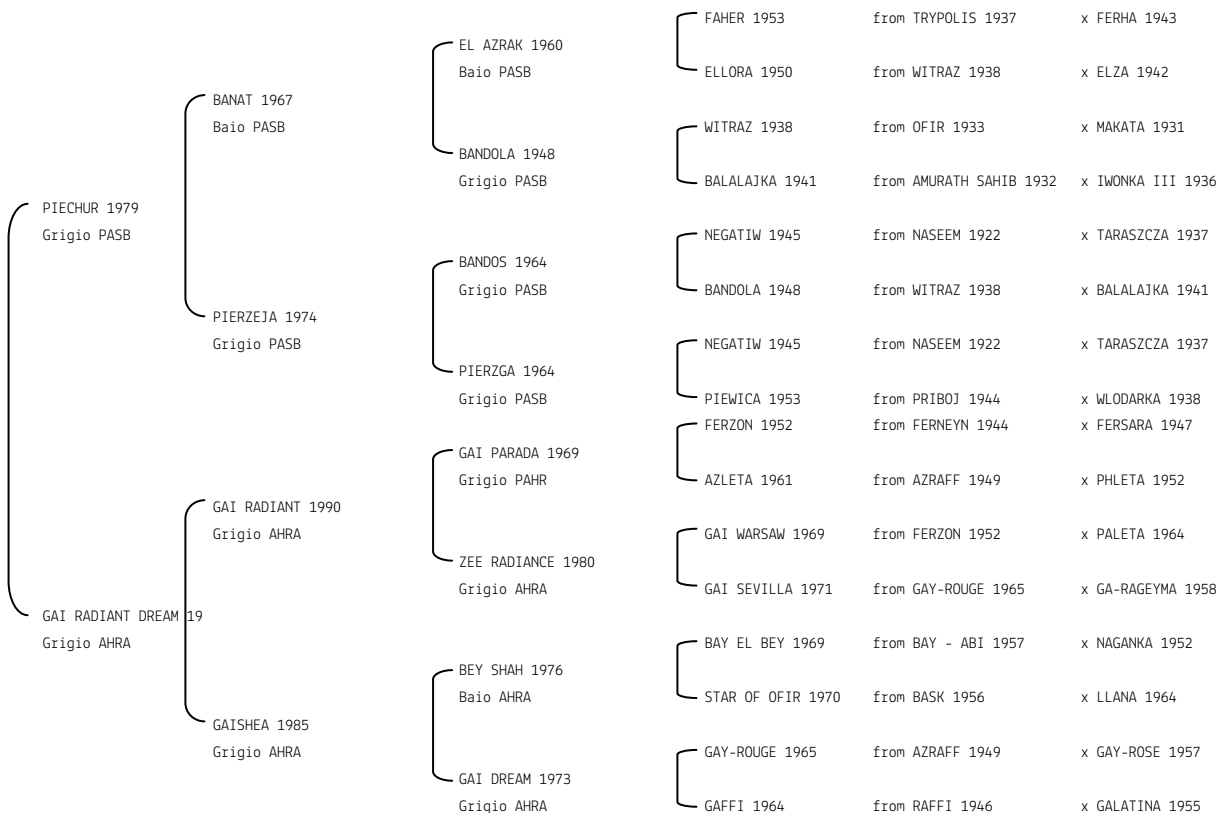 FAHER 1953 from TRYPOLIS 1937 x FERHA 1943
EL AZRAK 1960
Baio PASB
ELLORA 1950 from WITRAZ 1938 x ELZA 1942
BANAT 1967
Baio PASB
WITRAZ 1938 from OFIR 1933 x MAKATA 1931
BANDOLA 1948
Grigio PASB
BALALAJKA 1941 from AMURATH SAHIB 1932 x IWONKA III 1936
PIECHUR 1979
Grigio PASB
NEGATIW 1945 from NASEEM 1922 x TARASZCZA 1937
BANDOS 1964
Grigio PASB
BANDOLA 1948 from WITRAZ 1938 x BALALAJKA 1941
PIERZEJA 1974
Grigio PASB
NEGATIW 1945 from NASEEM 1922 x TARASZCZA 1937
PIERZGA 1964
Grigio PASB
PIEWICA 1953 from PRIBOJ 1944 x WLODARKA 1938
FERZON 1952 from FERNEYN 1944 x FERSARA 1947
GAI PARADA 1969
Grigio PAHR
AZLETA 1961 from AZRAFF 1949 x PHLETA 1952
GAI RADIANT 1990
Grigio AHRA
GAI WARSAW 1969 from FERZON 1952 x PALETA 1964
ZEE RADIANCE 1980
Grigio AHRA
GAI SEVILLA 1971 from GAY-ROUGE 1965 x GA-RAGEYMA 1958
GAI RADIANT DREAM 19
Grigio AHRA
BAY EL BEY 1969 from BAY - ABI 1957 x NAGANKA 1952
BEY SHAH 1976
Baio AHRA
STAR OF OFIR 1970 from BASK 1956 x LLANA 1964
GAISHEA 1985
Grigio AHRA
GAY-ROUGE 1965 from AZRAFF 1949 x GAY-ROSE 1957
GAI DREAM 1973
Grigio AHRA
GAFFI 1964 from RAFFI 1946 x GALATINA 1955